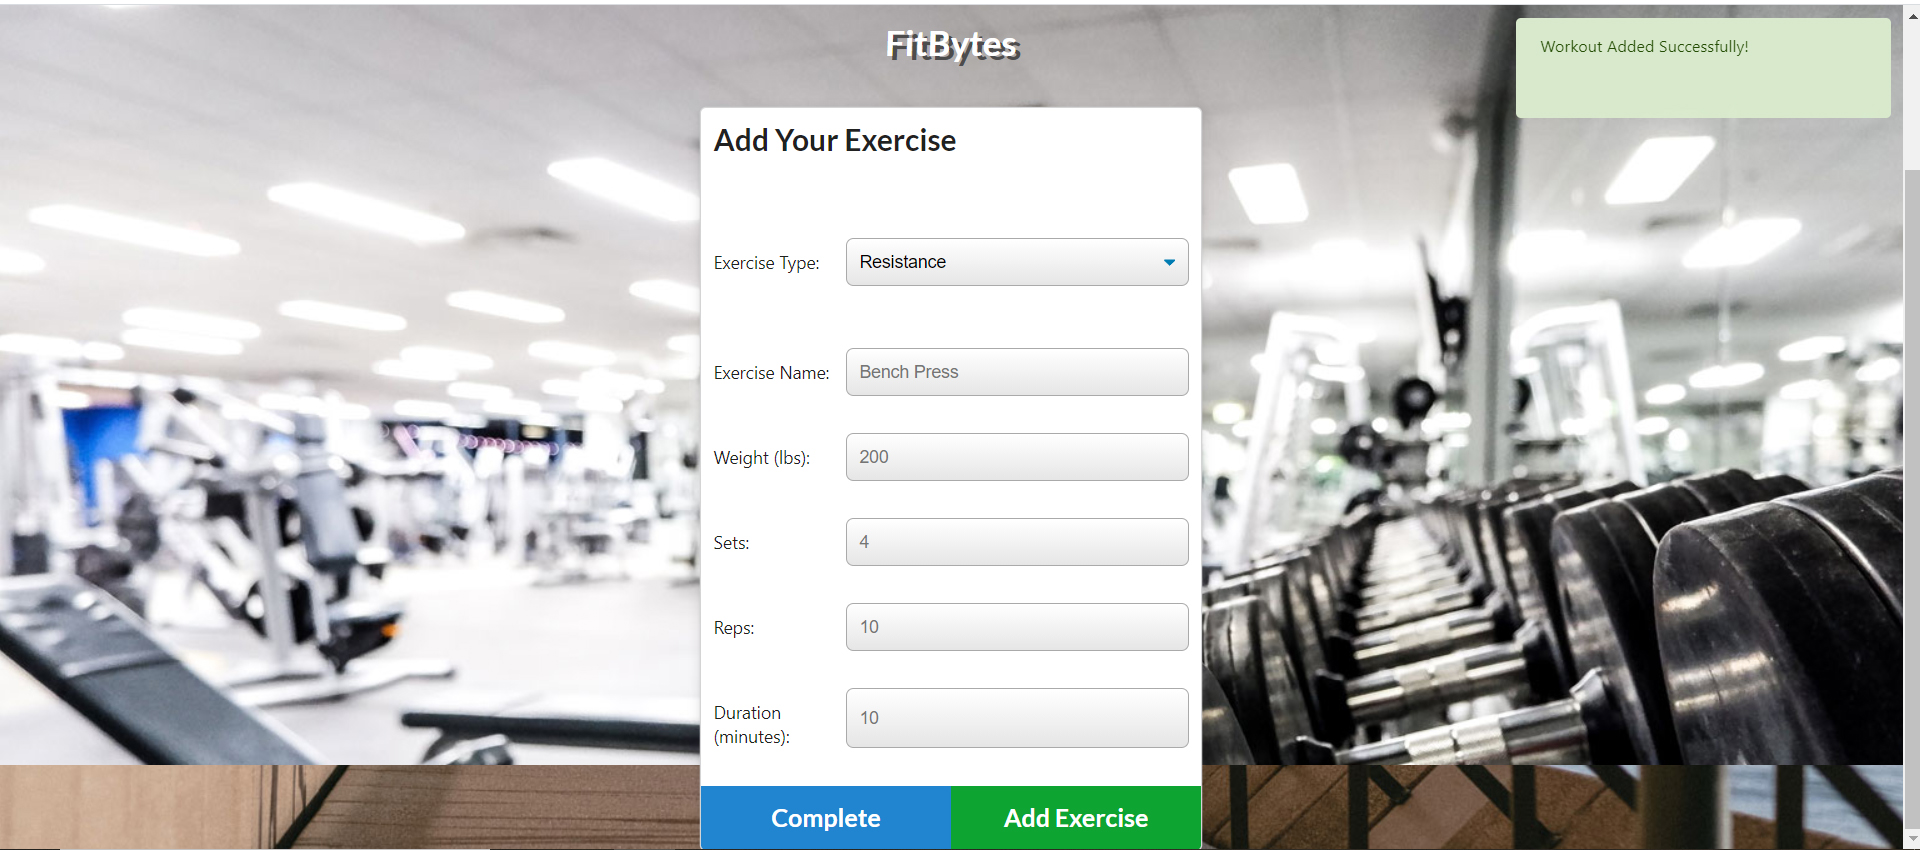 FitBytes
Workout Added Successfully!
Add Your Exercise
Exercise Type: Resistance
Exercise Name: Bench Press
Weight (lbs): 200
Sets: 4
Reps: 10
Duration
(minutes): 10
Complete Add Exercise